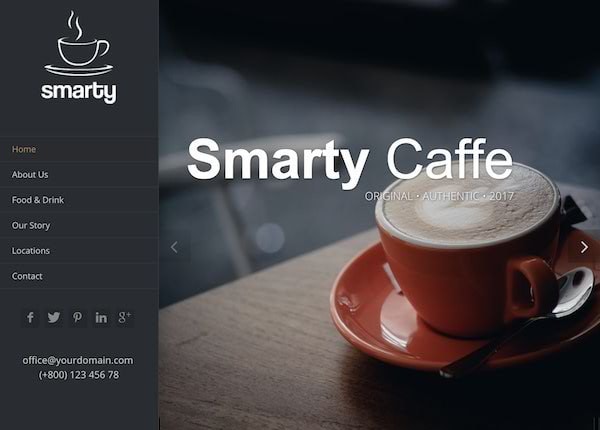 smarty
Home
About Us
Food & Drink
Our Story
Locations
Contact
office@yourdomain.com
(+800) 123 456 78
Smarty Caffe
ORIGINAL • AUTHENTIC • 2017